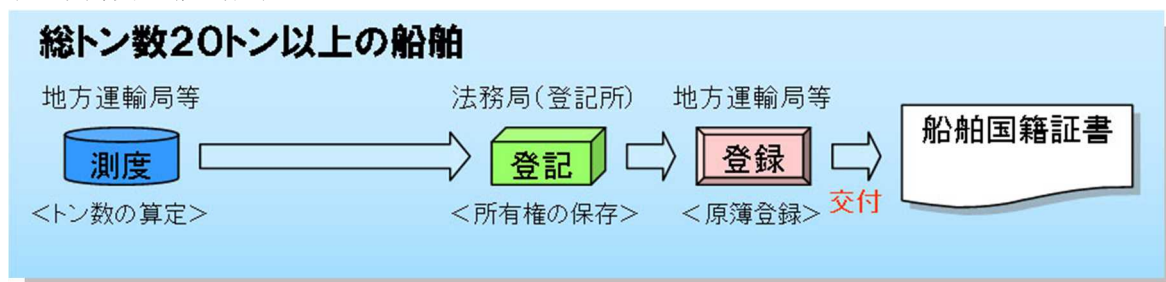 総トン数20トン以上の船舶
地方運輸局等
法務局(登記所)
地方運輸局等
測度
登記
登録
船舶国籍証書
<トン数の算定>
<所有権の保存>
<原簿登録>
交付